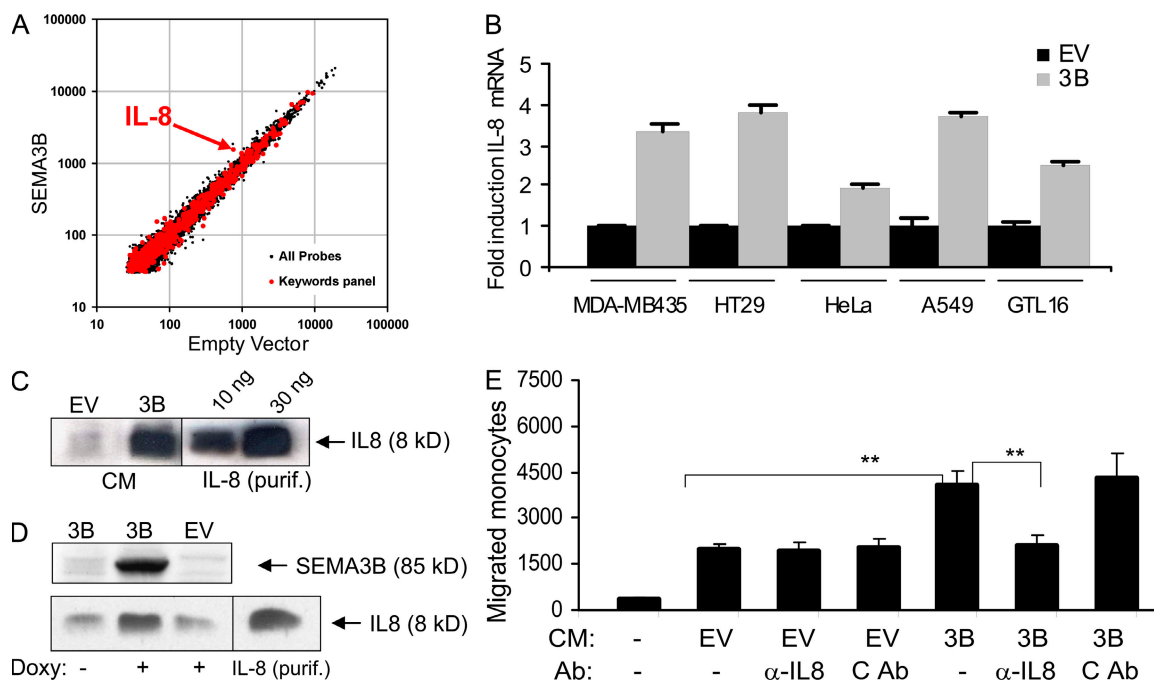 A
100000
10000
1000
100
10
SEMA3B
IL-8
All Probes
Keywords panel
10 100 1000 10000 100000
Empty Vector
B
Fold induction IL-8 mRNA
5
4
3
2
1
0
EV
3B
MDA-MB435 HT29 HeLa A549 GTL16
C
EV 3B 10 ng 30 ng
IL8 (8 kD)
CM IL-8 (purif.)
D
3B 3B EV
SEMA3B (85 kD)
IL8 (8 kD)
Doxy: - + + IL-8 (purif.)
E
Migrated monocytes
7500
6000
4500
3000
1500
0
** **
CM: - EV EV EV 3B 3B 3B
Ab: - α-IL8 C Ab - α-IL8 C Ab